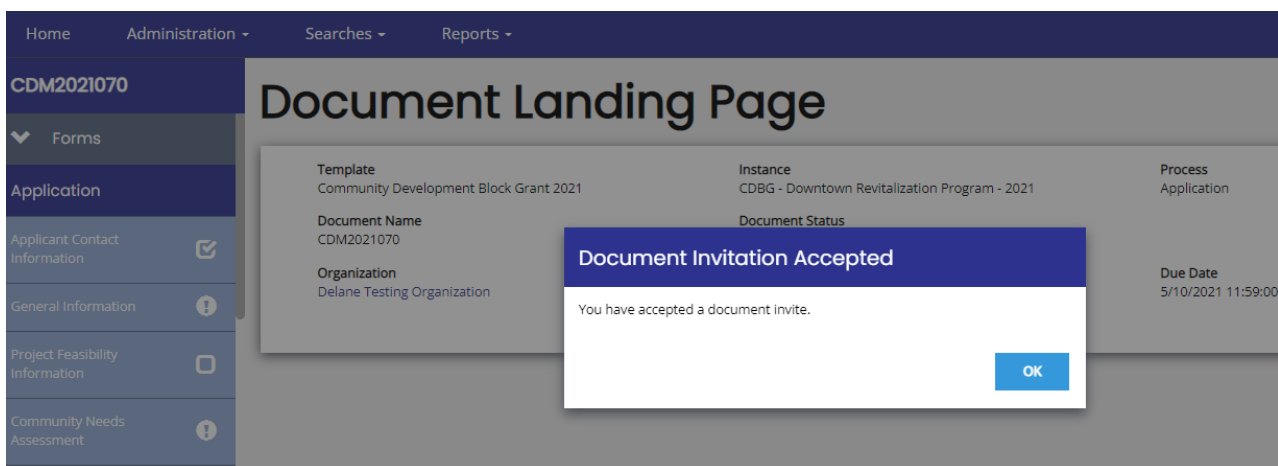 Home Administration Searches Reports
CDM2021070
Forms
Application
Applicant Contact
Information
General Information
Project Feasibility
Information
Community Needs
Assessment
Document Landing Page
Template
Community Development Block Grant 2021
Instance
CDBG - Downtown Revitalization Program - 2021
Process
Application
Document Name
CDM2021070
Document Status
Organization
Delane Testing Organization
Due Date
5/10/2021 11:59:00
Document Invitation Accepted
You have accepted a document invite.
OK